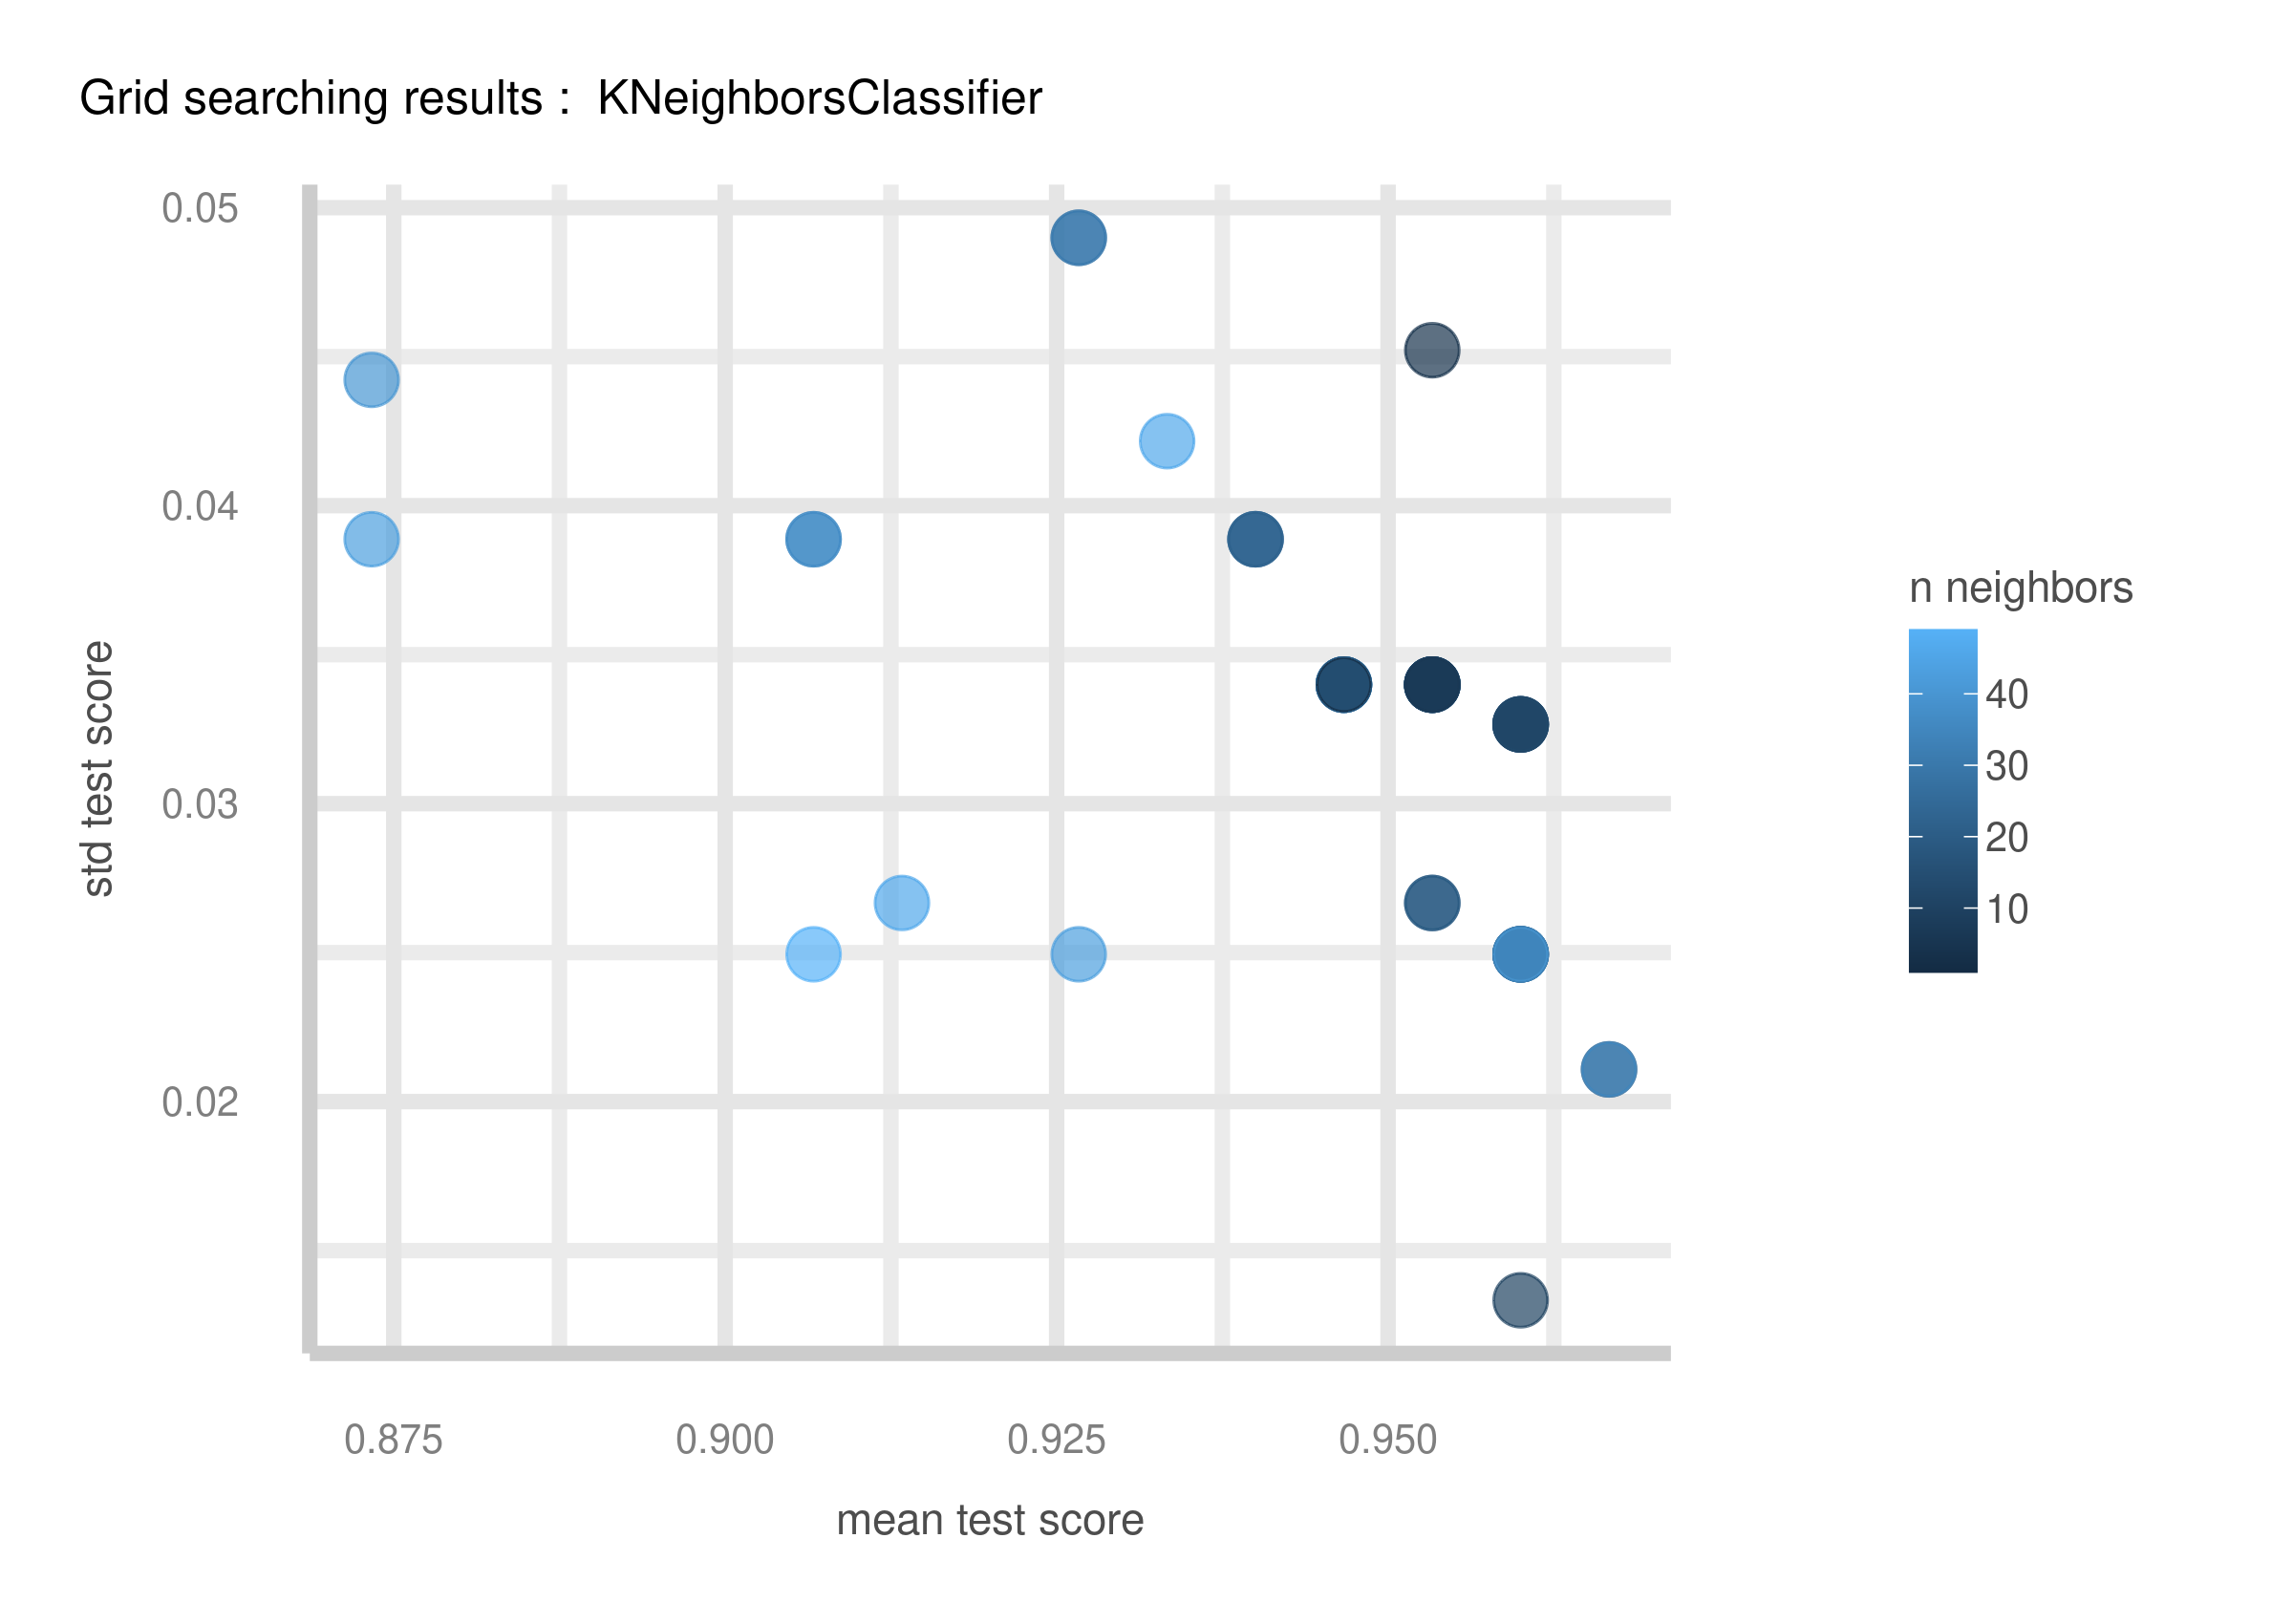 Grid searching results :  KNeighborsClassifier
0.05
0.04
0.03
0.02
std test score
0.875 0.900 0.925 0.950
mean test score
n neighbors
40
30
20
10